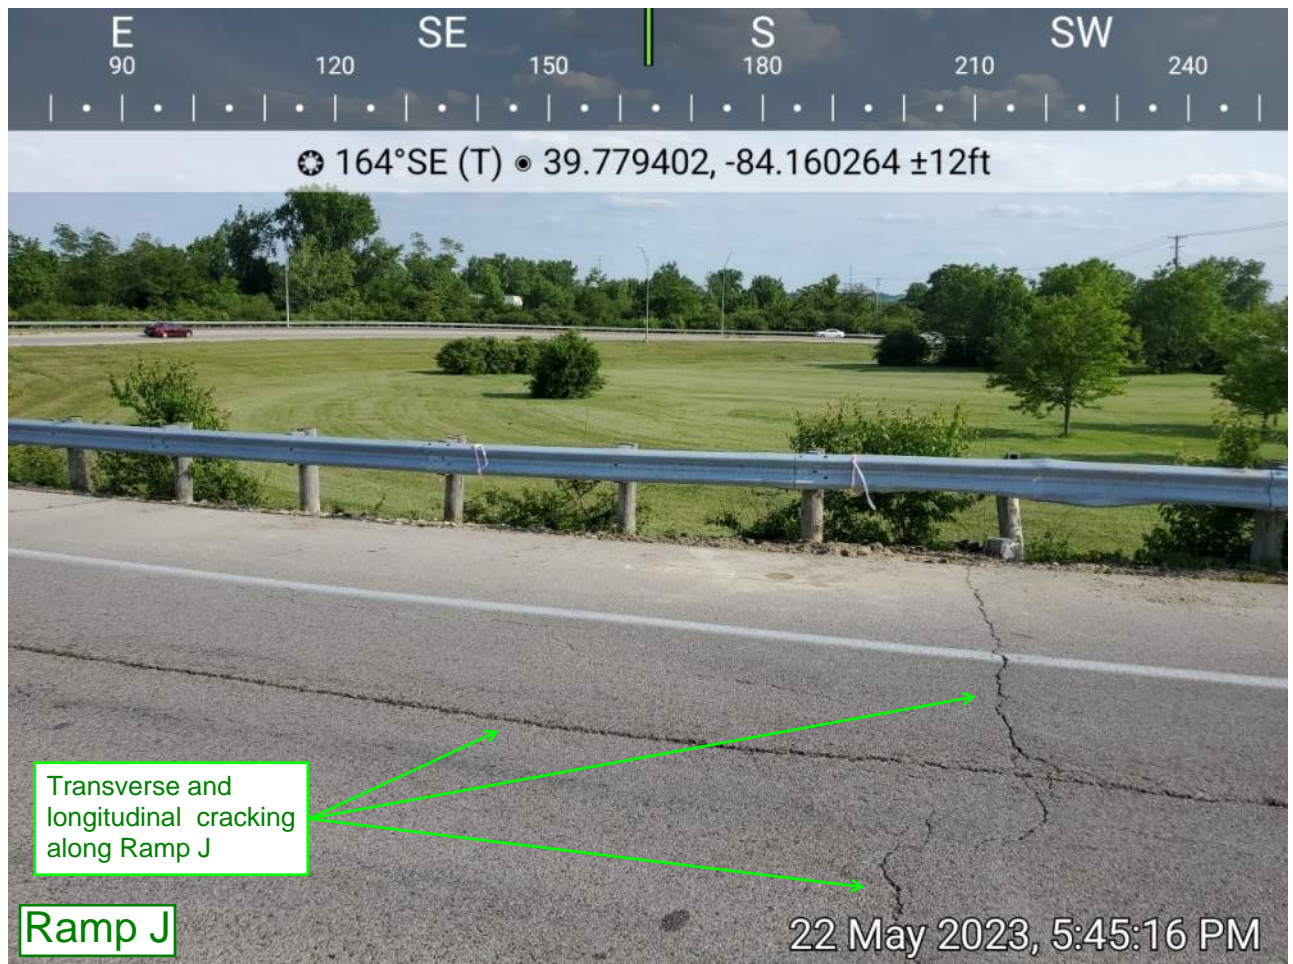 E SE S SW
90 120 150 180 210 240
164°SE (T) 39.779402, -84.160264 ±12ft
Transverse and
longitudinal cracking
along Ramp J
Ramp J
22 May 2023, 5:45:16 PM